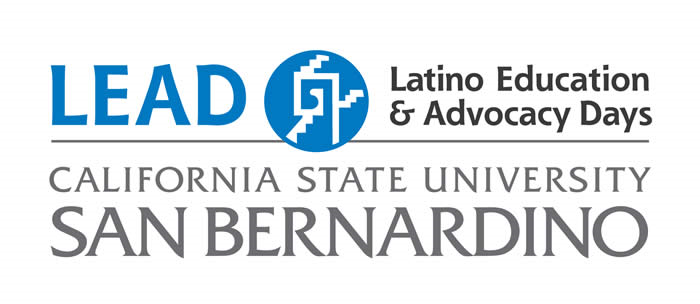 LEAD
Latino Education
& Advocacy Days
CALIFORNIA STATE UNIVERSITY
SAN BERNARDINO